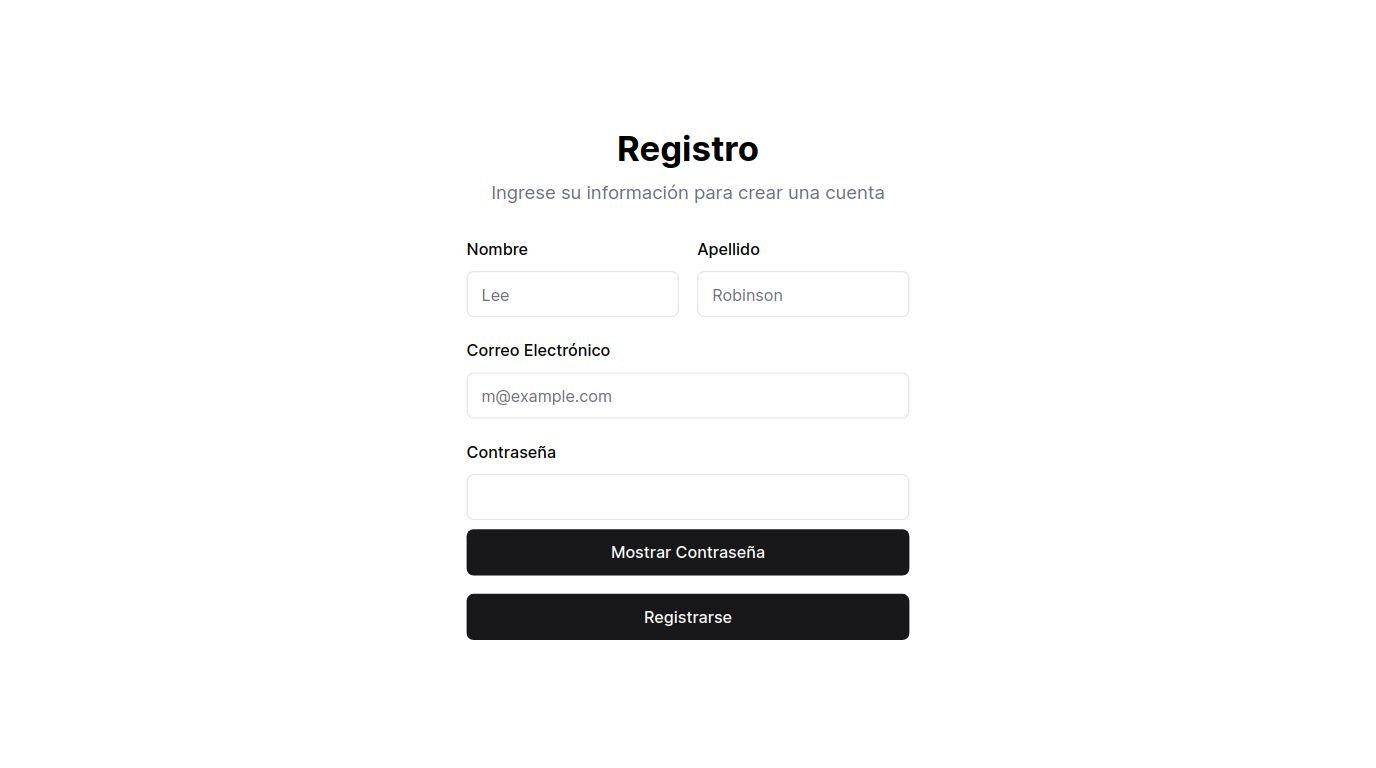 Registro
Ingrese su información para crear una cuenta
Nombre
Apellido
Lee
Robinson
Correo Electrónico
m@example.com
Contraseña
Mostrar Contraseña
Registrarse